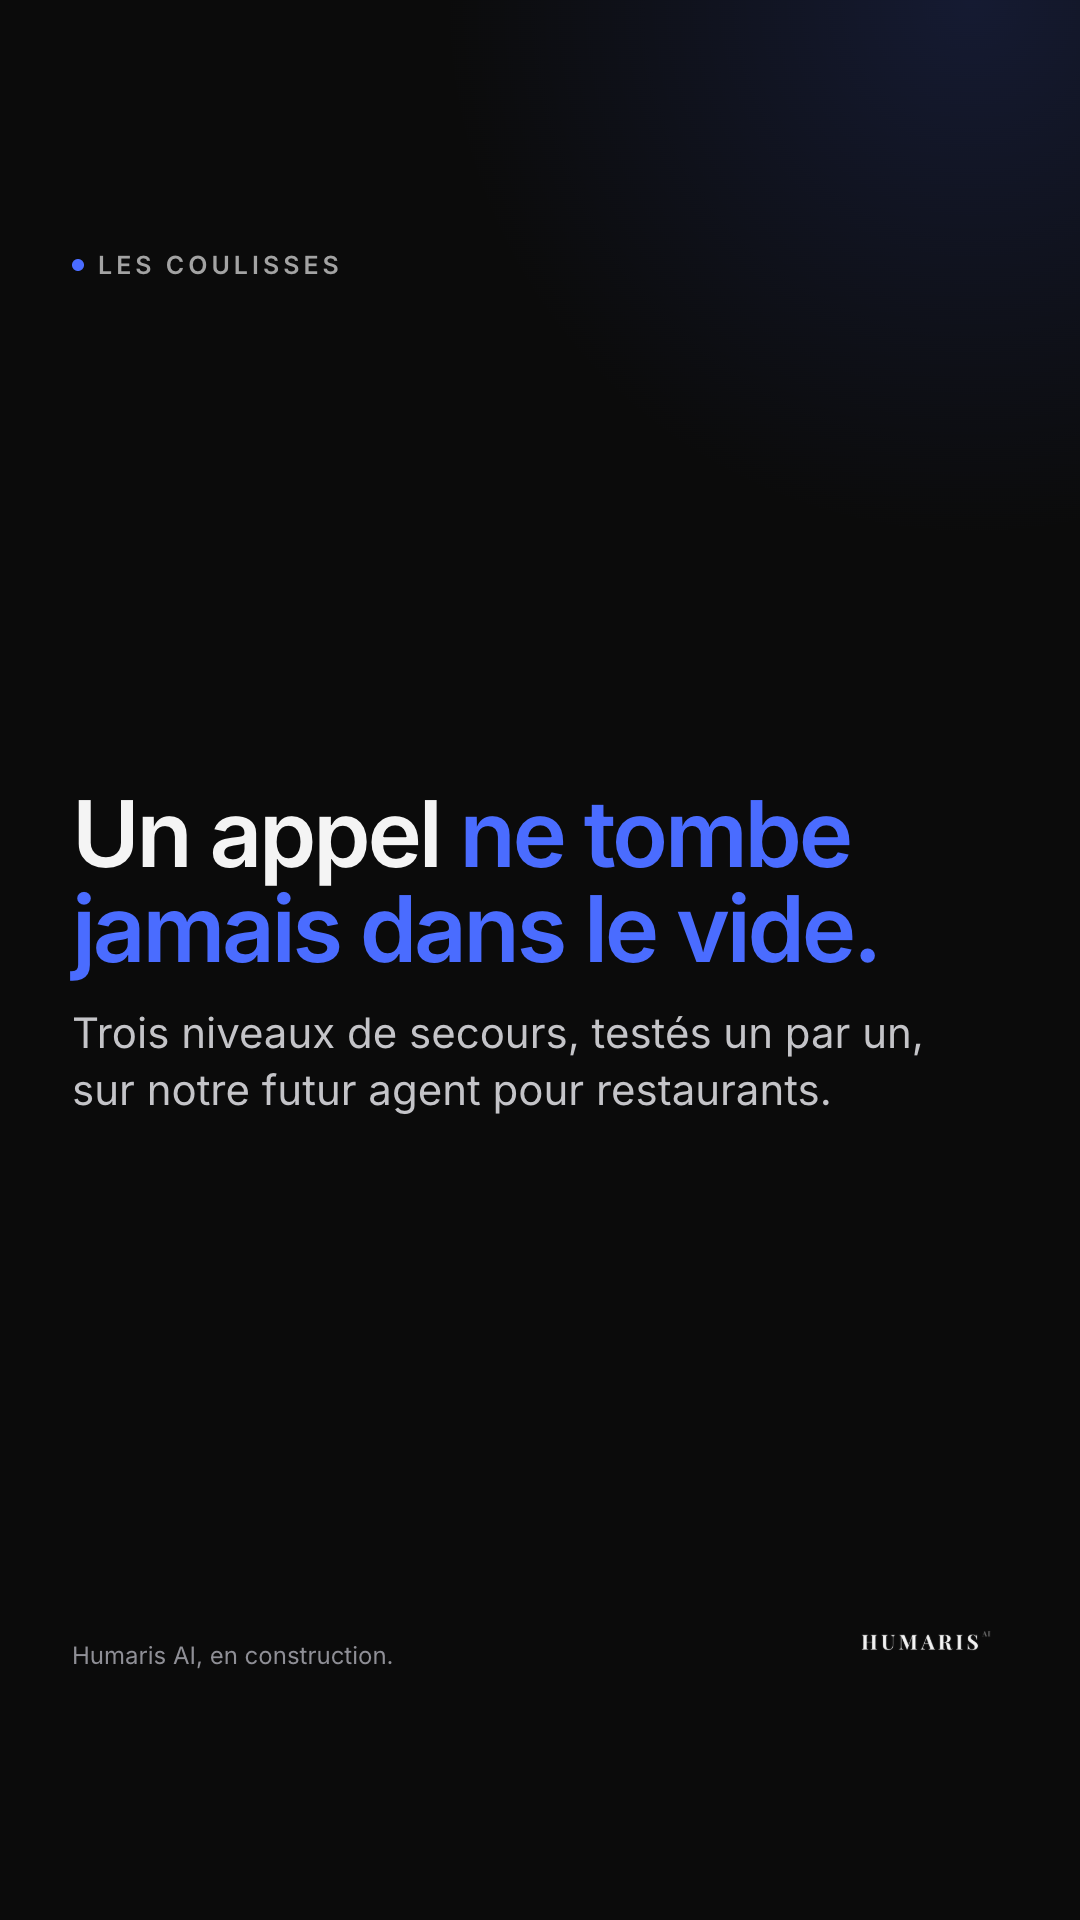 LES COULISSES
Un appel ne tombe
jamais dans le vide.
Trois niveaux de secours, testés un par un,
sur notre futur agent pour restaurants.
Humaris AI, en construction.
HUMARIS AI